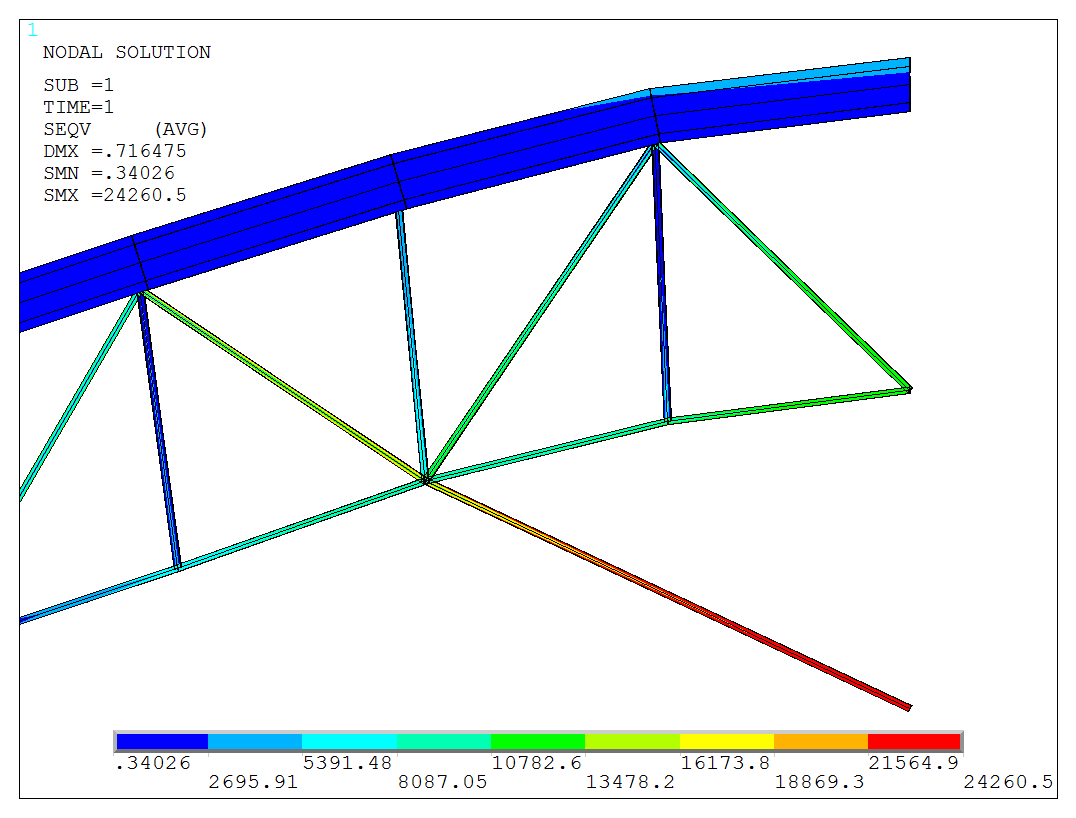 1
NODAL SOLUTION
SUB =1
TIME=1
SEQV (AVG)
DMX =.716475
SMN =.34026
SMX =24260.5
.34026 5391.48 10782.6 16173.8 21564.9
2695.91 8087.05 13478.2 18869.3 24260.5